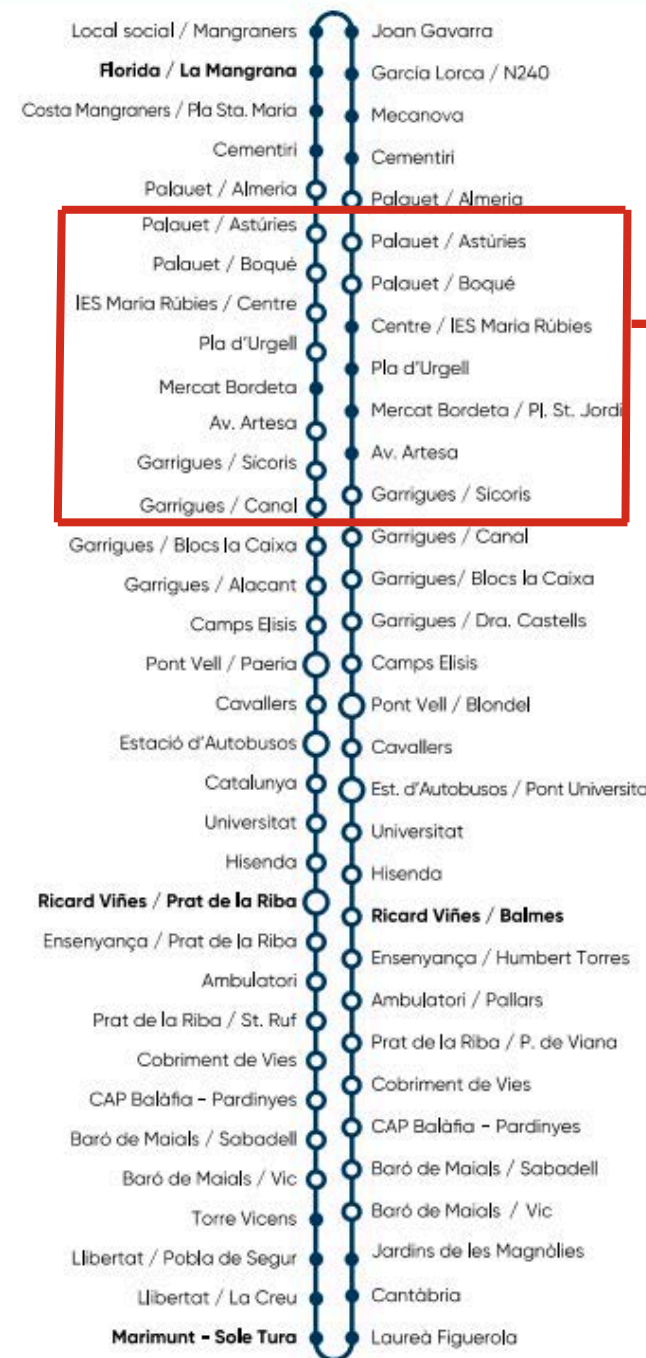 Local social / Mangraners
Florida / La Mangrana
Costa Mangraners / Pla Sta. Maria
Cementiri
Palauet / Almeria
Palauet / Astúries
Palauet / Boqué
IES Maria Rúbies / Centre
Pla d'Urgell
Mercat Bordeta
Av. Artesa
Garrigues / Sícoris
Garrigues / Canal
Garrigues / Blocs la Caixa
Garrigues / Alacant
Camps Elisis
Pont Vell / Paeria
Cavallers
Estació d'Autobusos
Catalunya
Universitat
Hisenda
Ricard Viñes / Prat de la Riba
Ensenyança / Prat de la Riba
Ambulatori
Prat de la Riba / St. Ruf
Cobriment de Vies
CAP Balàfia - Pardinyes
Baró de Maials / Sabadell
Baró de Maials / Vic
Torre Vicens
Llibertat / Pobla de Segur
Llibertat / La Creu
Marimunt - Sole Tura
Joan Gavarra
García Lorca / N240
Mecanova
Cementiri
Palauet / Almeria
Palauet / Astúries
Palauet / Boqué
Centre / IES Maria Rúbies
Pla d'Urgell
Mercat Bordeta / Pl. St. Jordi
Av. Artesa
Garrigues / Sícoris
Garrigues / Canal
Garrigues/ Blocs la Caixa
Garrigues / Dra. Castells
Camps Elisis
Pont Vell / Blondel
Cavallers
Est. d'Autobusos / Pont Universita
Universitat
Hisenda
Ricard Viñes / Balmes
Ensenyança / Humbert Torres
Ambulatori / Pallars
Prat de la Riba / P. de Viana
Cobriment de Vies
CAP Balàfia - Pardinyes
Baró de Maials / Sabadell
Baró de Maials / Vic
Jardins de les Magnòlies
Cantàbria
Laureà Figuerola